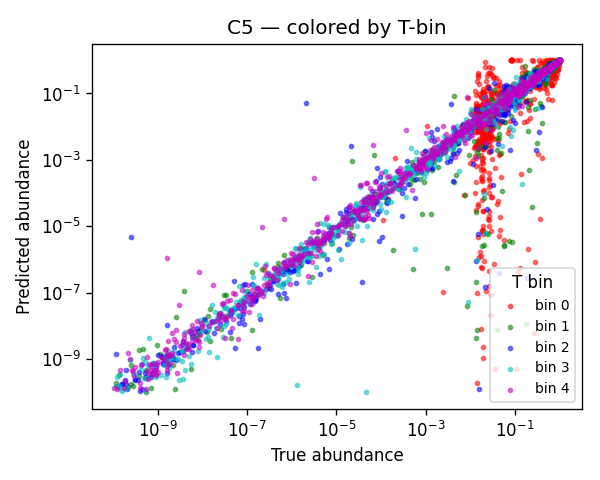 C5 — colored by T-bin
Predicted abundance
10⁻¹
10⁻³
10⁻⁵
10⁻⁷
10⁻⁹
T bin
bin 0
bin 1
bin 2
bin 3
bin 4
10⁻⁹ 10⁻⁷ 10⁻⁵ 10⁻³ 10⁻¹
True abundance